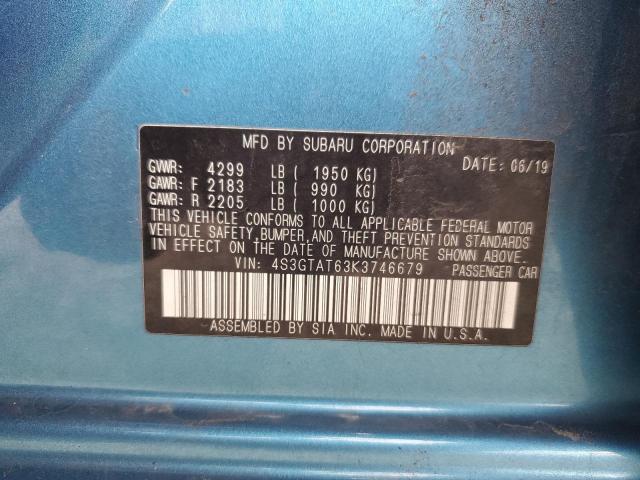 MFD BY SUBARU CORPORATION
GVWR: 4299 LB ( 1950 KG) DATE: 06/19
GAWR: F 2183 LB ( 990 KG)
GAWR: R 2205 LB ( 1000 KG)
THIS VEHICLE CONFORMS TO ALL APPLICABLE FEDERAL MOTOR
VEHICLE SAFETY, BUMPER, AND THEFT PREVENTION STANDARDS
IN EFFECT ON THE DATE OF MANUFACTURE SHOWN ABOVE.
VIN: 4S3GTAT63K3746679 PASSENGER CAR
ASSEMBLED BY SIA INC. MADE IN U.S.A.